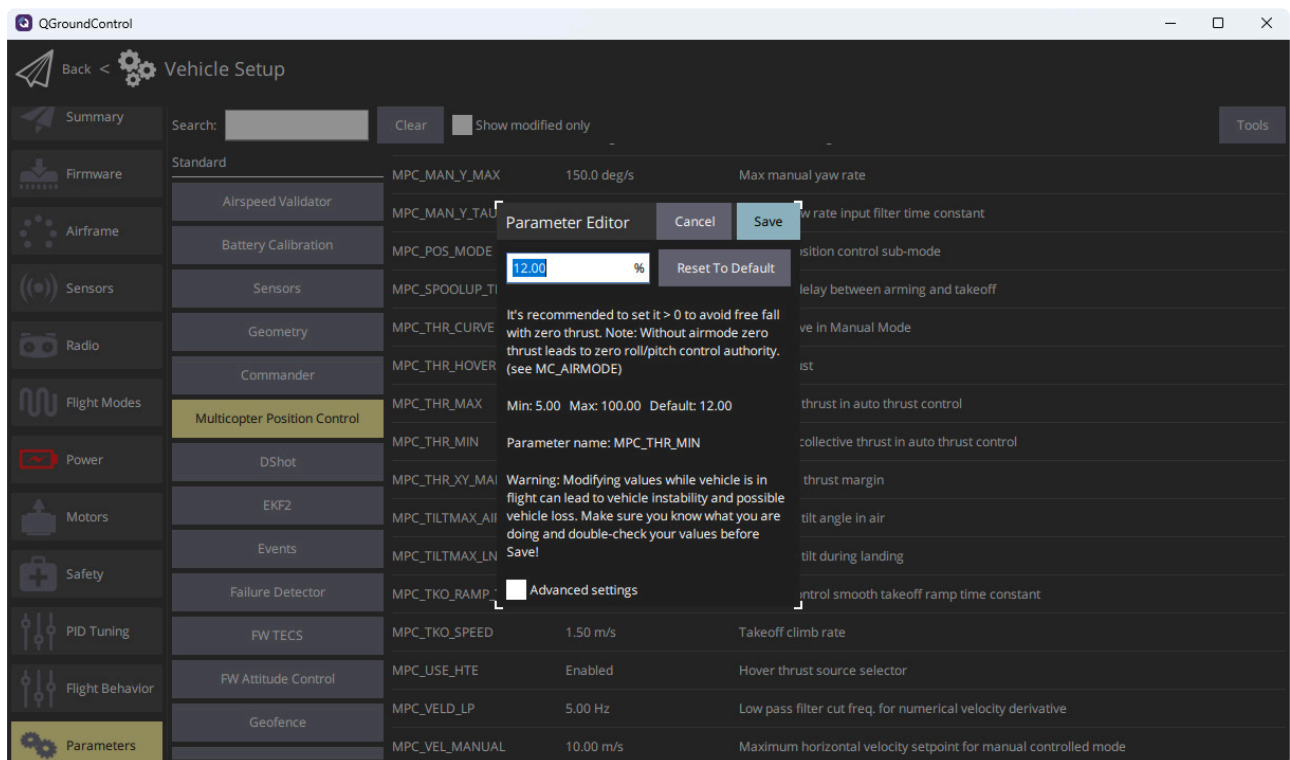 QGroundControl
Back < Vehicle Setup
Summary
Firmware
Airframe
Sensors
Radio
Flight Modes
Power
Motors
Safety
PID Tuning
Flight Behavior
Parameters
Search: Clear Show modified only Tools
Standard
Airspeed Validator
Battery Calibration
Sensors
Geometry
Commander
Multicopter Position Control
DShot
EKF2
Events
Failure Detector
FW TECS
FW Attitude Control
Geofence
MPC_MAN_Y_MAX 150.0 deg/s Max manual yaw rate
MPC_MAN_Y_TAU w rate input filter time constant
MPC_POS_MODE sition control sub-mode
MPC_SPOOLUP_TI elay between arming and takeoff
MPC_THR_CURVE ve in Manual Mode
MPC_THR_HOVER ust
MPC_THR_MAX thrust in auto thrust control
MPC_THR_MIN collective thrust in auto thrust control
MPC_THR_XY_MA thrust margin
MPC_TILTMAX_AI tilt angle in air
MPC_TILTMAX_LN tilt during landing
MPC_TKO_RAMP_ ntrol smooth takeoff ramp time constant
MPC_TKO_SPEED 1.50 m/s Takeoff climb rate
MPC_USE_HTE Enabled Hover thrust source selector
MPC_VELD_LP 5.00 Hz Low pass filter cut freq. for numerical velocity derivative
MPC_VEL_MANUAL 10.00 m/s Maximum horizontal velocity setpoint for manual controlled mode
Parameter Editor Cancel Save
12.00 % Reset To Default
It's recommended to set it > 0 to avoid free fall
with zero thrust. Note: Without airmode zero
thrust leads to zero roll/pitch control authority.
(see MC_AIRMODE)
Min: 5.00 Max: 100.00 Default: 12.00
Parameter name: MPC_THR_MIN
Warning: Modifying values while vehicle is in
flight can lead to vehicle instability and possible
vehicle loss. Make sure you know what you are
doing and double-check your values before
Save!
Advanced settings